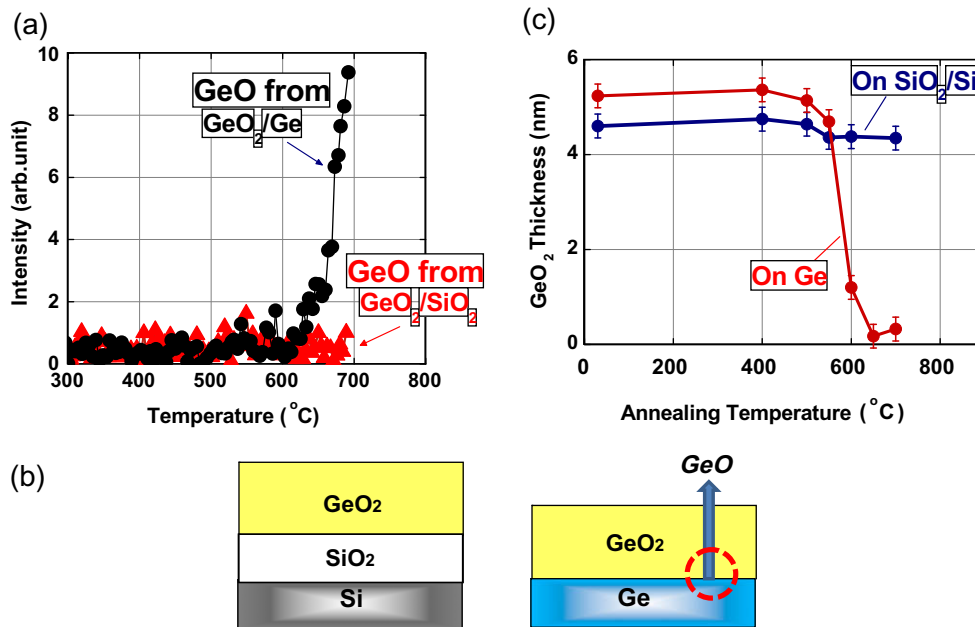 (a)
10
8
6
4
2
0
Intensity (arb.unit)
GeO from
GeO2/Ge
GeO from
GeO2/SiO2
300 400 500 600 700 800
Temperature (°C)
(c)
6
4
2
0
GeO2 Thickness (nm)
On SiO2/Si
On Ge
0 200 400 600 800
Annealing Temperature (°C)
(b)
GeO2
SiO2
Si
GeO
GeO2
Ge